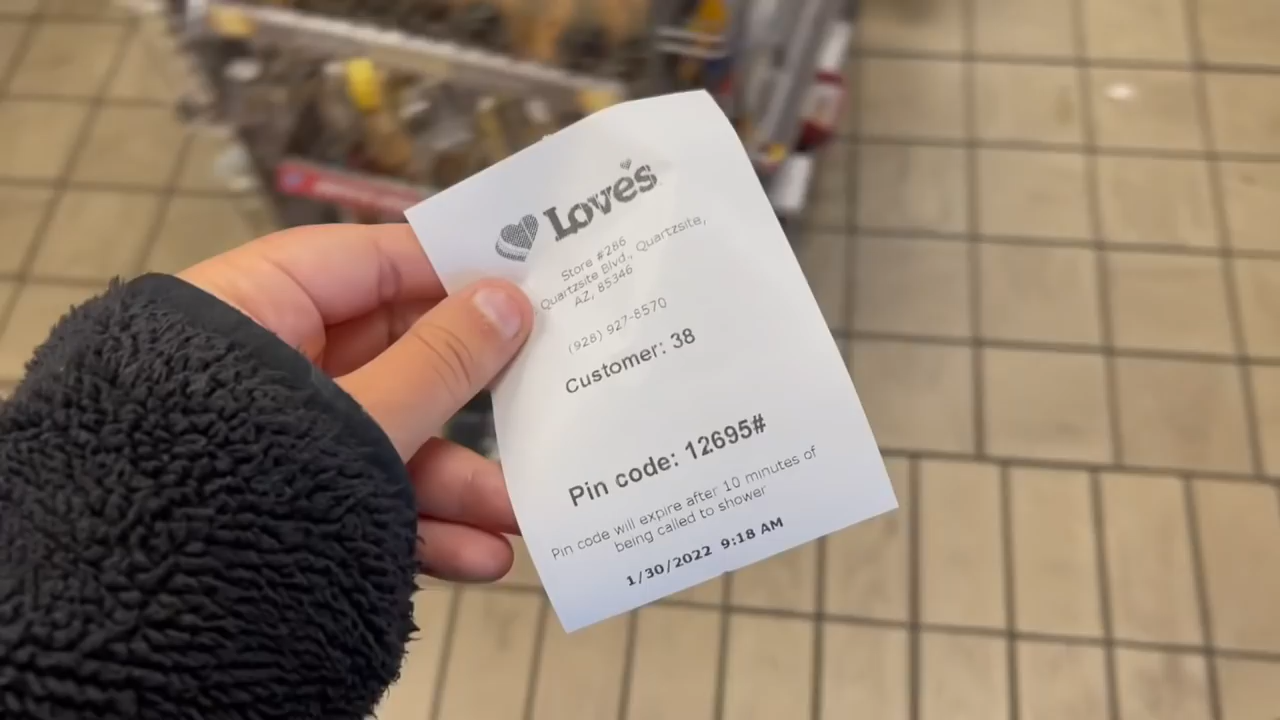 Love's
Store #286
Quartzsite Blvd., Quartzsite,
AZ, 85346
(928) 927-8570
Customer: 38
Pin code: 12695#
Pin code will expire after 10 minutes of
being called to shower
1/30/2022 9:18 AM